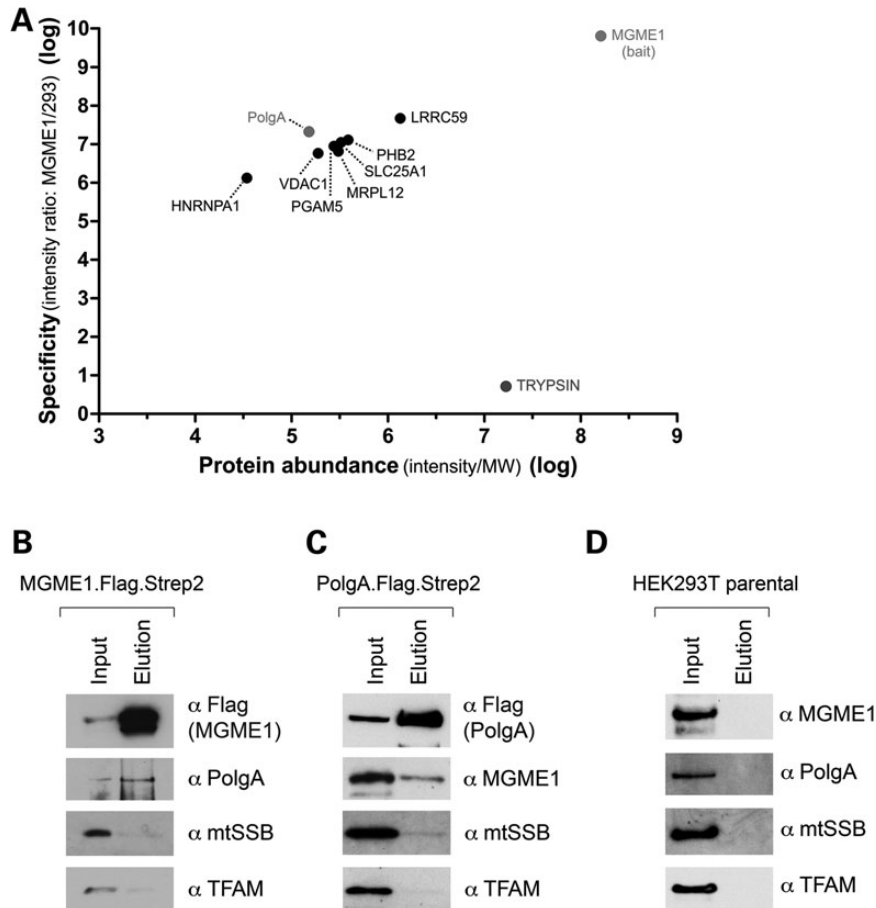 A
Specificity (intensity ratio: MGME1/293) (log)
10
9
8
7
6
5
4
3
2
1
0
MGME1
(bait)
PolgA
LRRC59
PHB2
SLC25A1
VDAC1
MRPL12
HNRNPA1
PGAM5
TRYPSIN
3 4 5 6 7 8 9
Protein abundance (intensity/MW) (log)
B
MGME1.Flag.Strep2
Input
Elution
α Flag
(MGME1)
α PolgA
α mtSSB
α TFAM
C
PolgA.Flag.Strep2
Input
Elution
α Flag
(PolgA)
α MGME1
α mtSSB
α TFAM
D
HEK293T parental
Input
Elution
α MGME1
α PolgA
α mtSSB
α TFAM